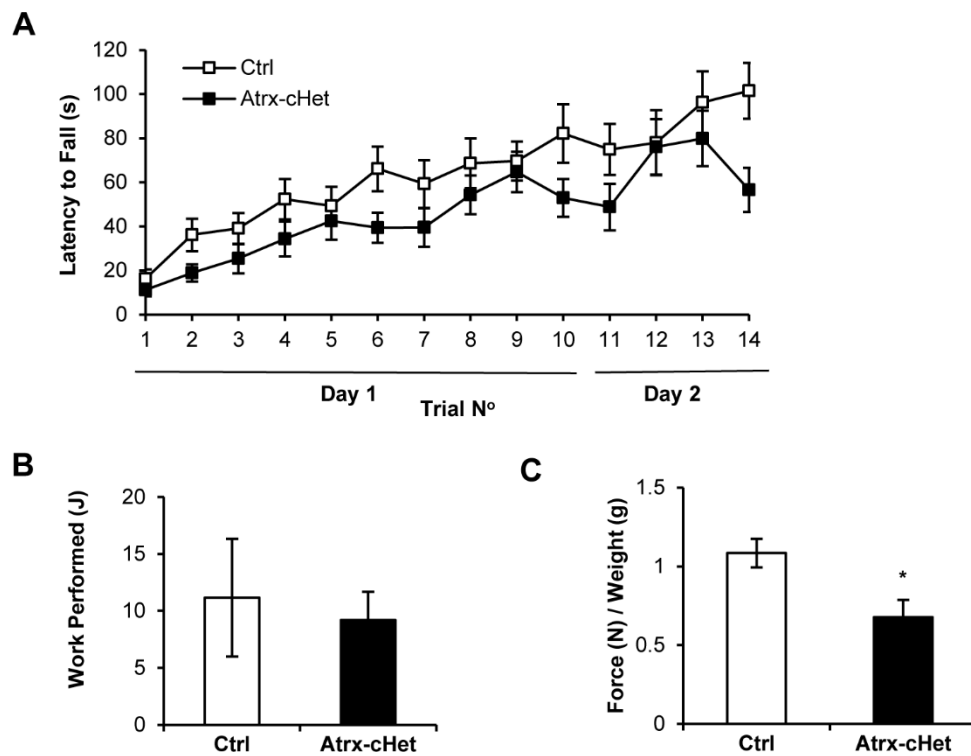 A
Latency to Fall (s)
120
100
80
60
40
20
0
Ctrl
Atrx-cHet
1 2 3 4 5 6 7 8 9 10 11 12 13 14
Day 1 Day 2
Trial Nº
B
Work Performed (J)
20
15
10
5
0
Ctrl Atrx-cHet
C
Force (N) / Weight (g)
1.5
1
0.5
0
*
Ctrl Atrx-cHet